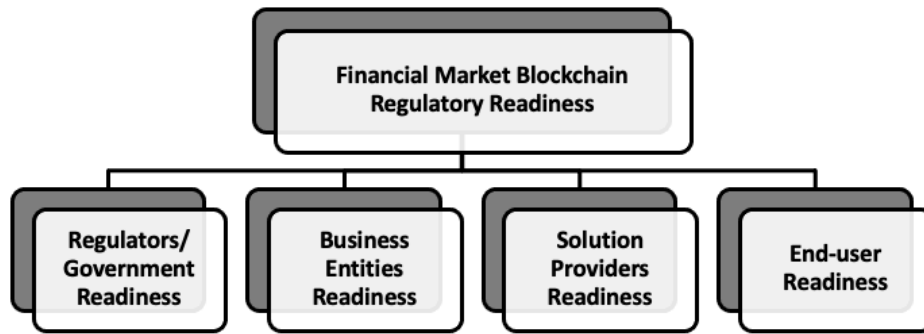 Financial Market Blockchain
Regulatory Readiness
Regulators/
Government
Readiness
Business
Entities
Readiness
Solution
Providers
Readiness
End-user
Readiness